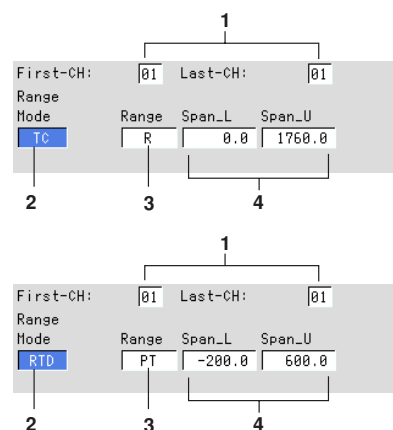 1
First-CH: 01 Last-CH: 01
Range
Mode Range Span_L Span_U
TC R 0.0 1760.0
2 3 4
1
First-CH: 01 Last-CH: 01
Range
Mode Range Span_L Span_U
RTD PT -200.0 600.0
2 3 4